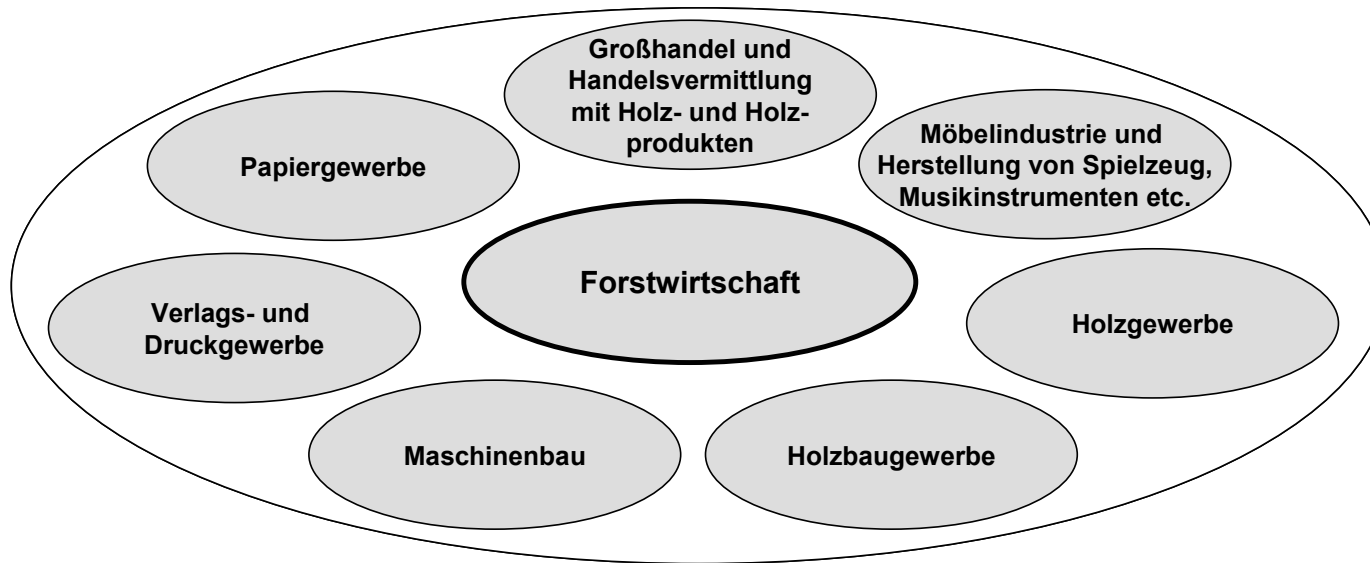 Großhandel und
Handelsvermittlung
mit Holz- und Holz-
produkten
Möbelindustrie und
Herstellung von Spielzeug,
Musikinstrumenten etc.
Papiergewerbe
Forstwirtschaft
Verlags- und
Druckgewerbe
Holzgewerbe
Maschinenbau
Holzbaugewerbe